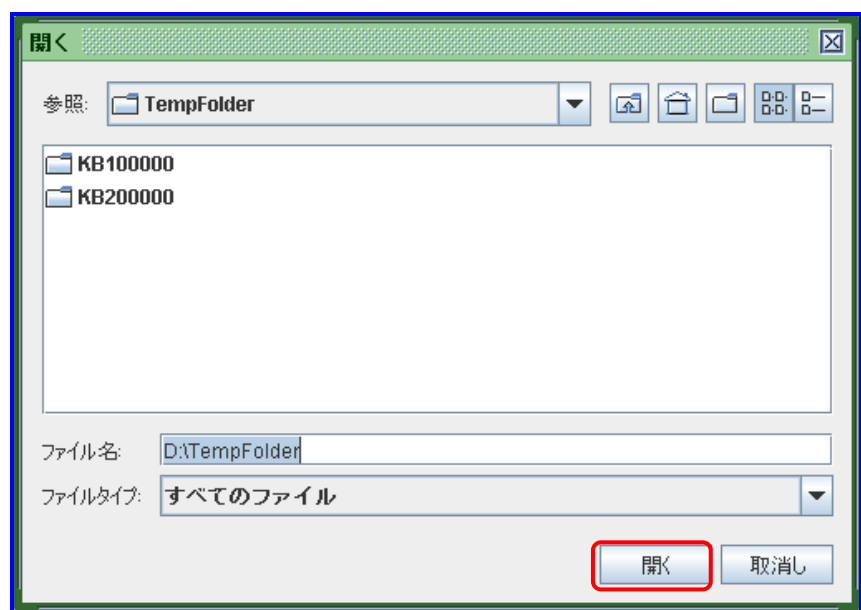 開く
参照: TempFolder
KB100000
KB200000
ファイル名: D:\TempFolder
ファイルタイプ: すべてのファイル
開く 取消し